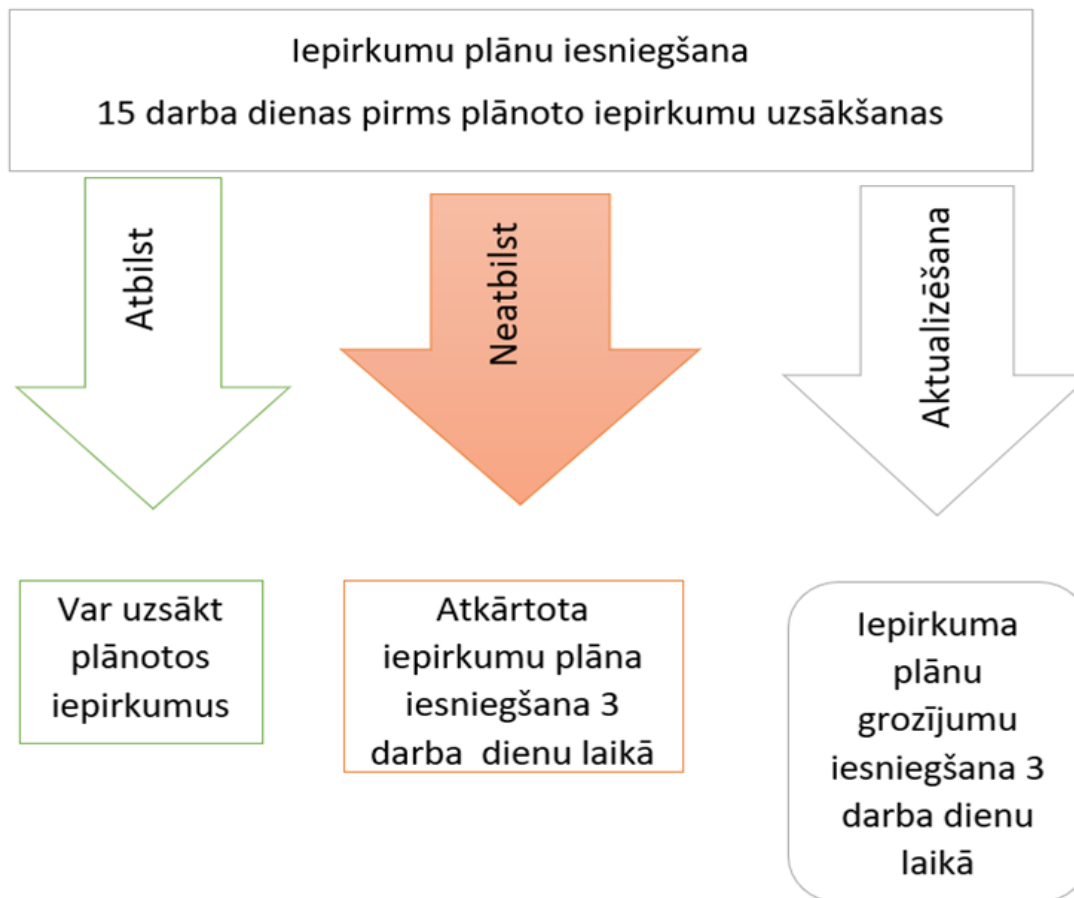 Iepirkumu plānu iesniegšana
15 darba dienas pirms plānoto iepirkumu uzsākšanas
Atbilst
Neatbilst
Aktualizēšana
Var uzsākt
plānotos
iepirkumus
Atkārtota
iepirkumu plāna
iesniegšana 3
darba dienu laikā
Iepirkuma
plānu
grozījumu
iesniegšana 3
darba dienu
laikā